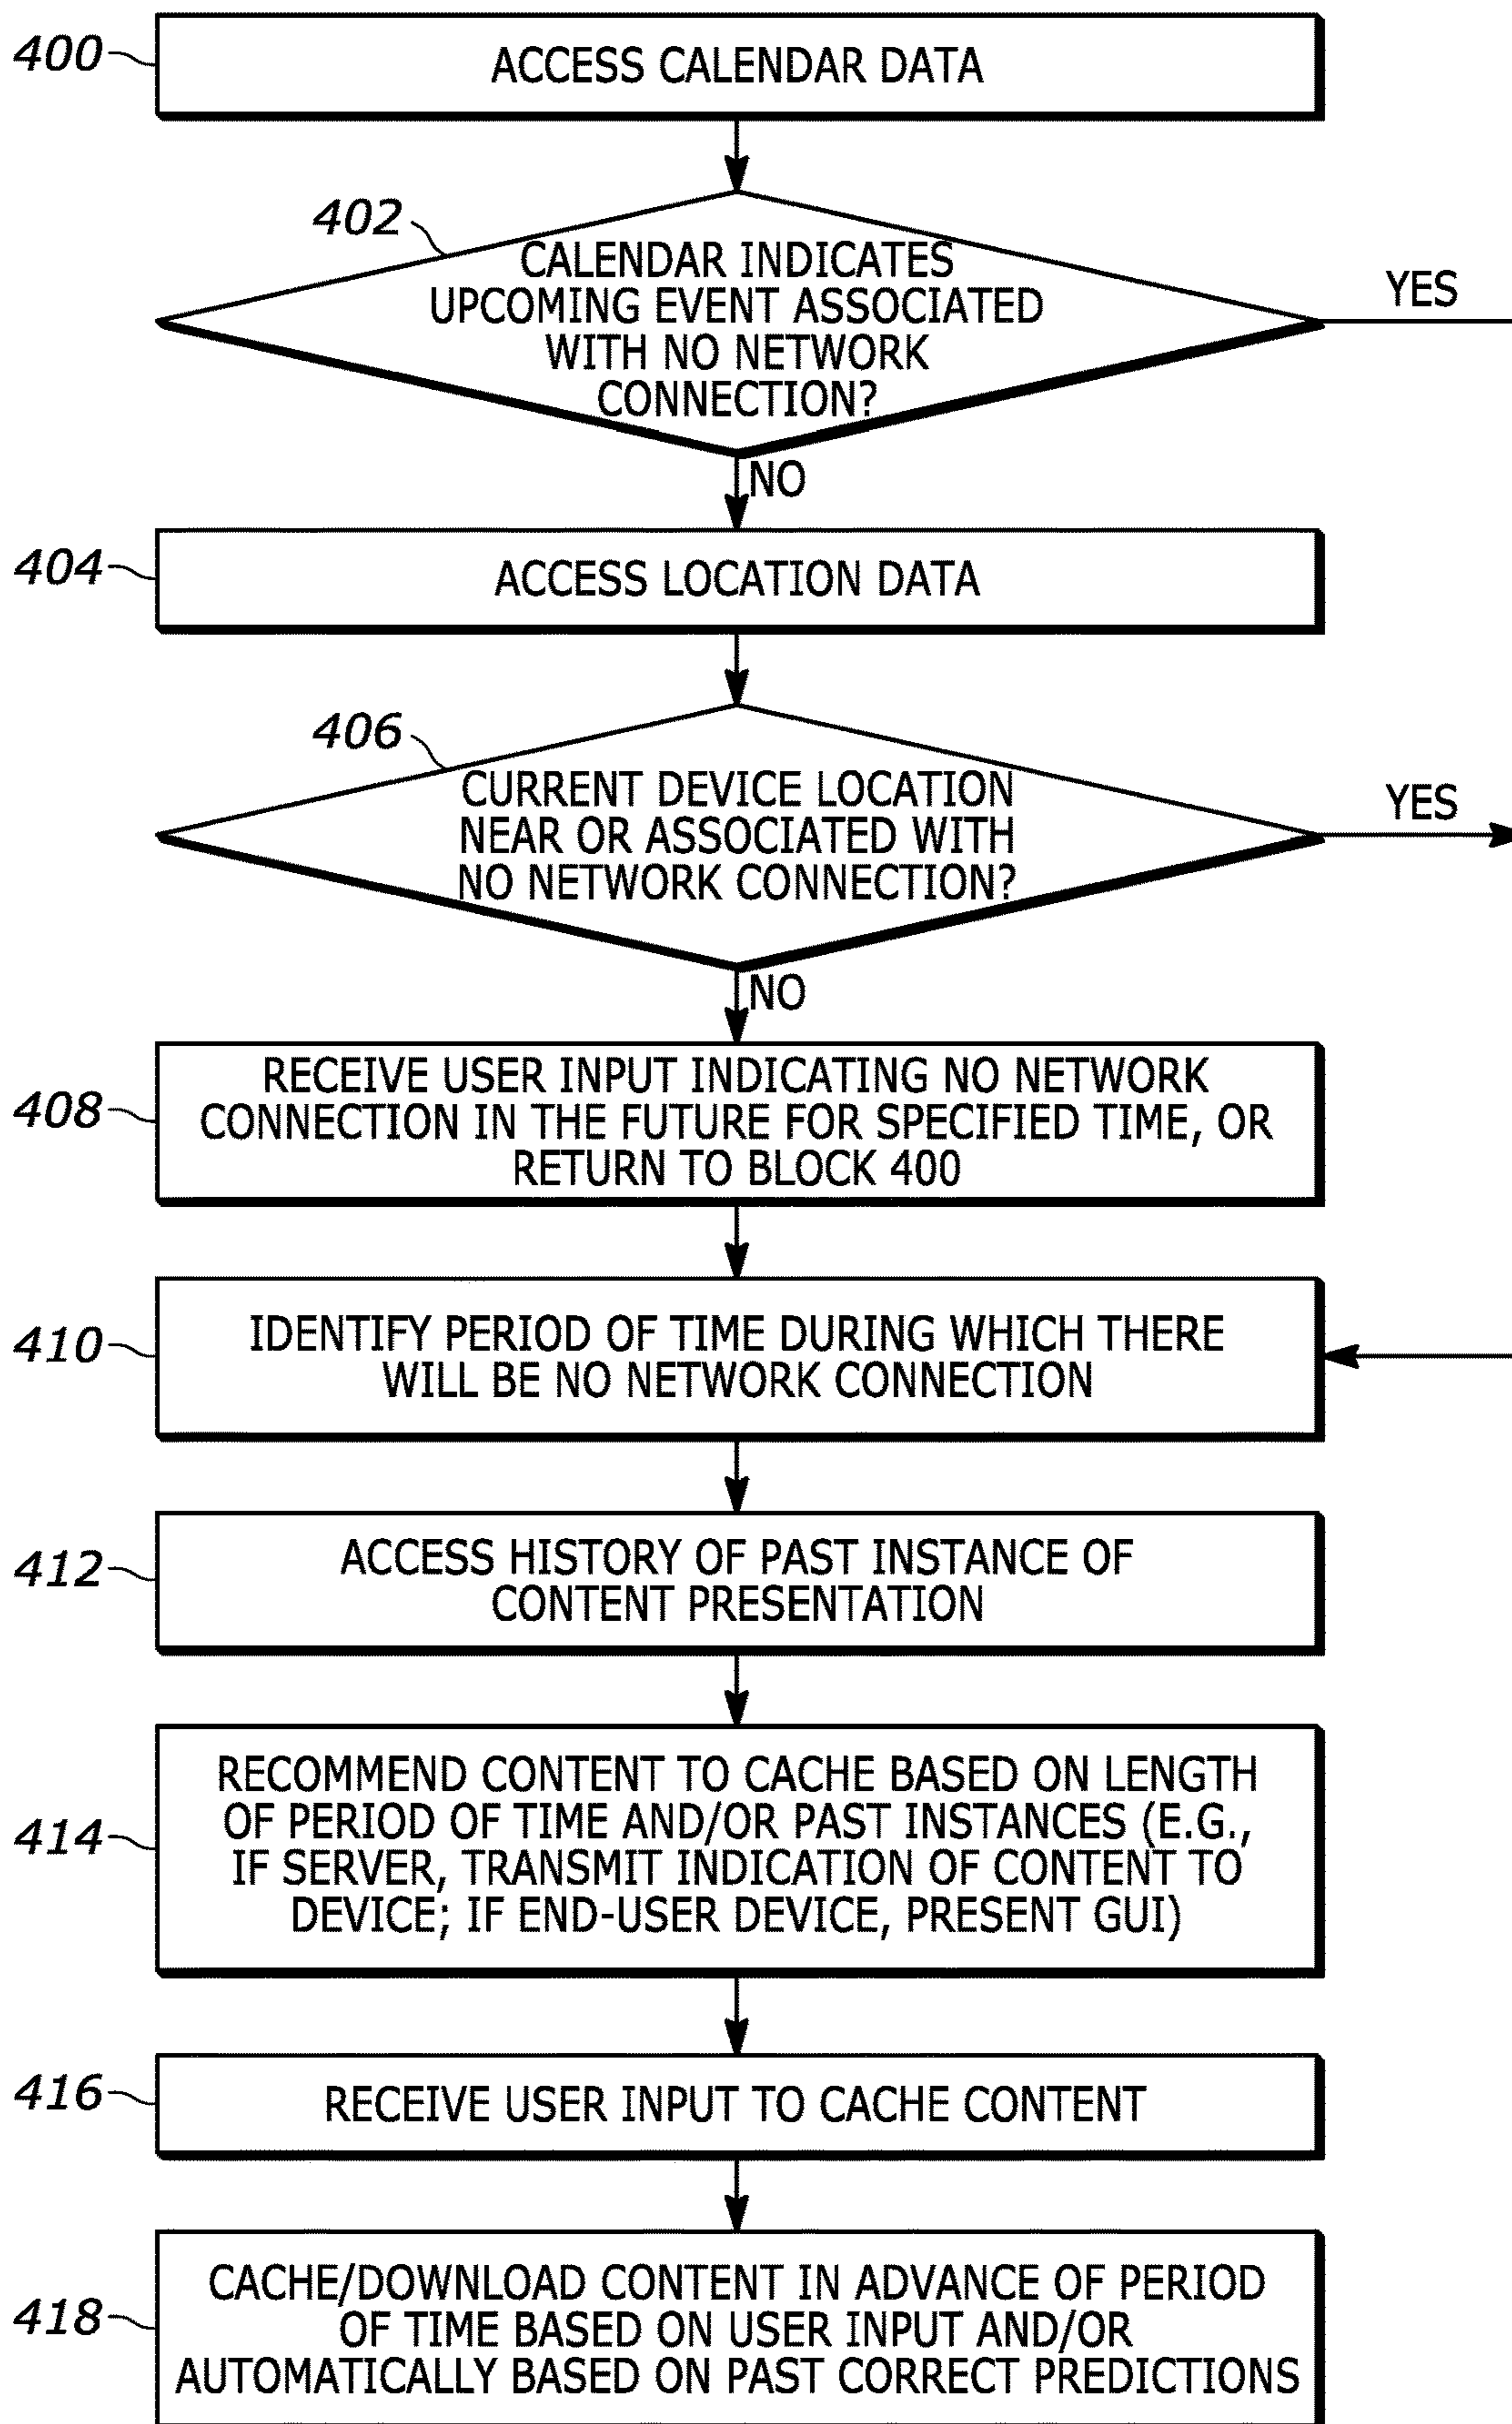 400
ACCESS CALENDAR DATA
402
CALENDAR INDICATES
UPCOMING EVENT ASSOCIATED
WITH NO NETWORK
CONNECTION?
YES
NO
404
ACCESS LOCATION DATA
406
CURRENT DEVICE LOCATION
NEAR OR ASSOCIATED WITH
NO NETWORK CONNECTION?
YES
NO
408
RECEIVE USER INPUT INDICATING NO NETWORK
CONNECTION IN THE FUTURE FOR SPECIFIED TIME, OR
RETURN TO BLOCK 400
410
IDENTIFY PERIOD OF TIME DURING WHICH THERE
WILL BE NO NETWORK CONNECTION
412
ACCESS HISTORY OF PAST INSTANCE OF
CONTENT PRESENTATION
414
RECOMMEND CONTENT TO CACHE BASED ON LENGTH
OF PERIOD OF TIME AND/OR PAST INSTANCES (E.G.,
IF SERVER, TRANSMIT INDICATION OF CONTENT TO
DEVICE; IF END-USER DEVICE, PRESENT GUI)
416
RECEIVE USER INPUT TO CACHE CONTENT
418
CACHE/DOWNLOAD CONTENT IN ADVANCE OF PERIOD
OF TIME BASED ON USER INPUT AND/OR
AUTOMATICALLY BASED ON PAST CORRECT PREDICTIONS